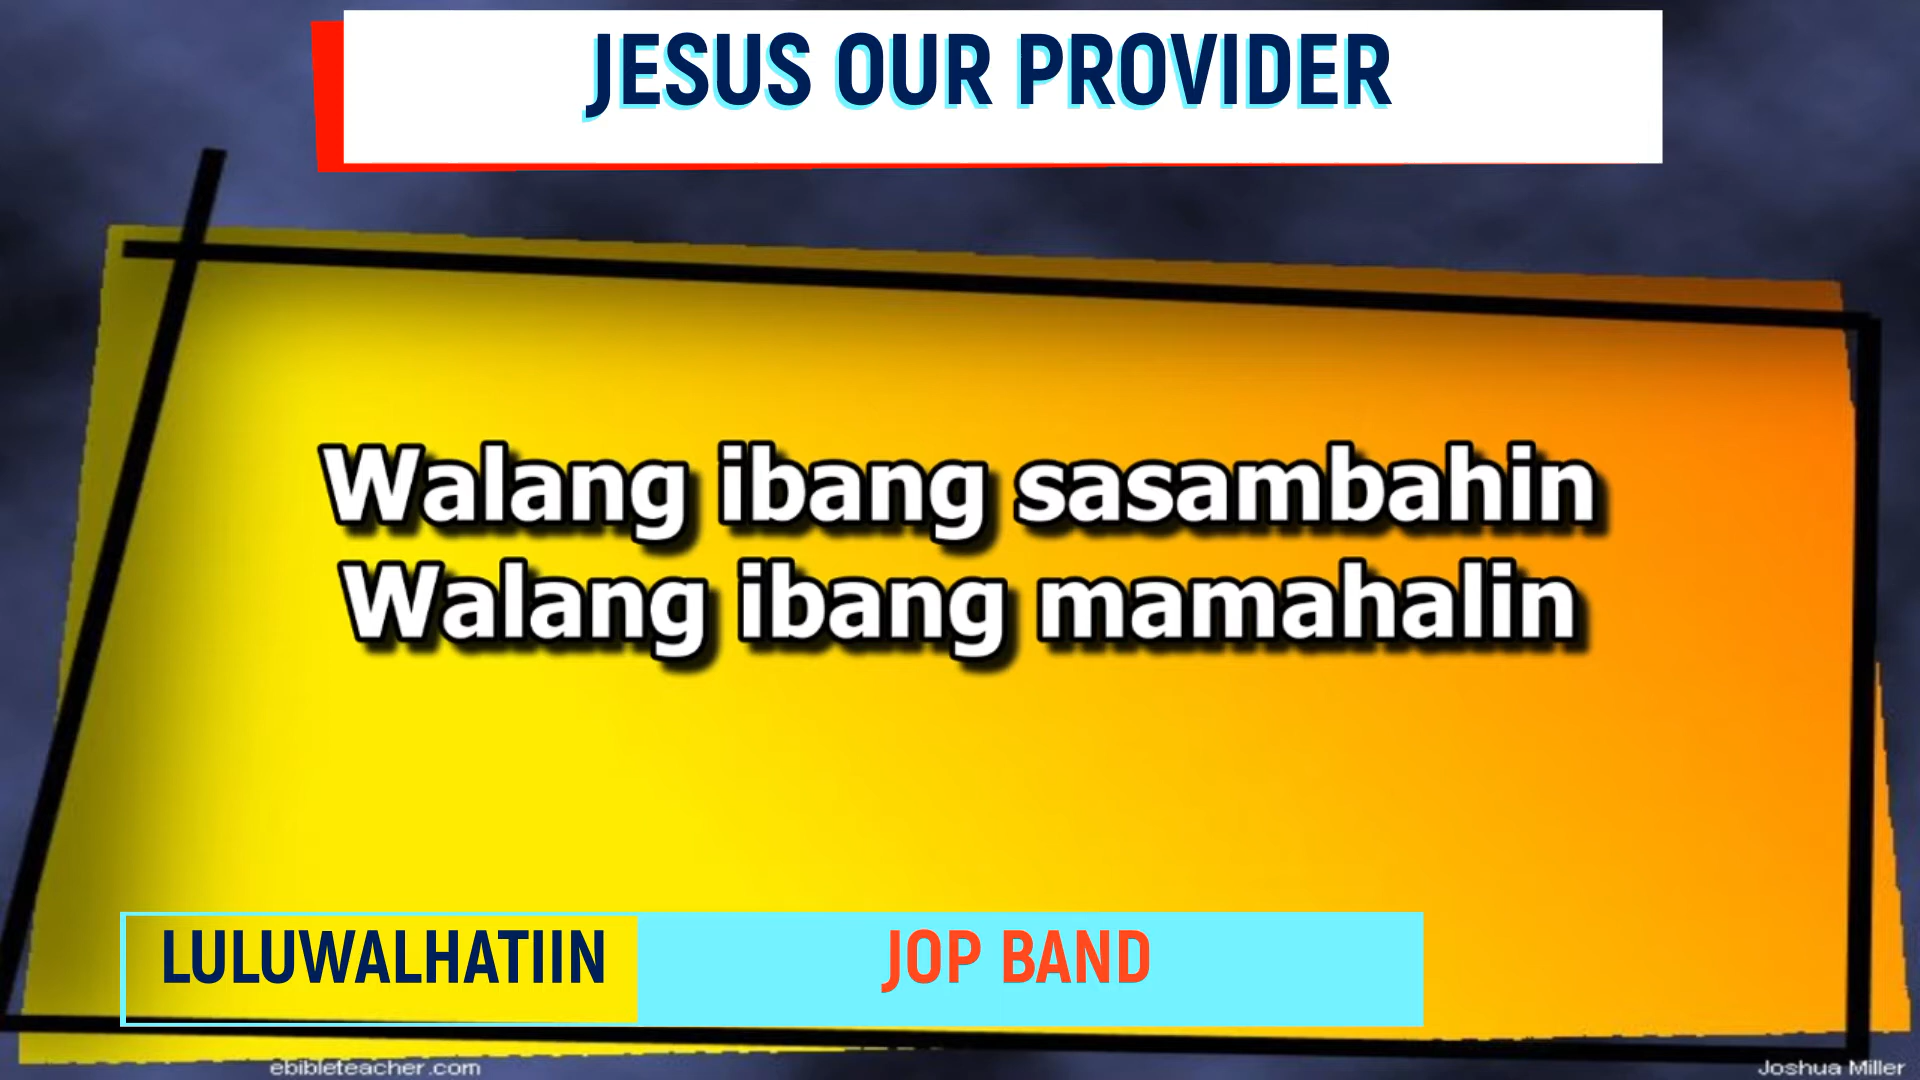 JESUS OUR PROVIDER
Walang ibang sasambahin
Walang ibang mamahalin
LULUWALHATIIN
JOP BAND
ebibleteacher.com
Joshua Miller